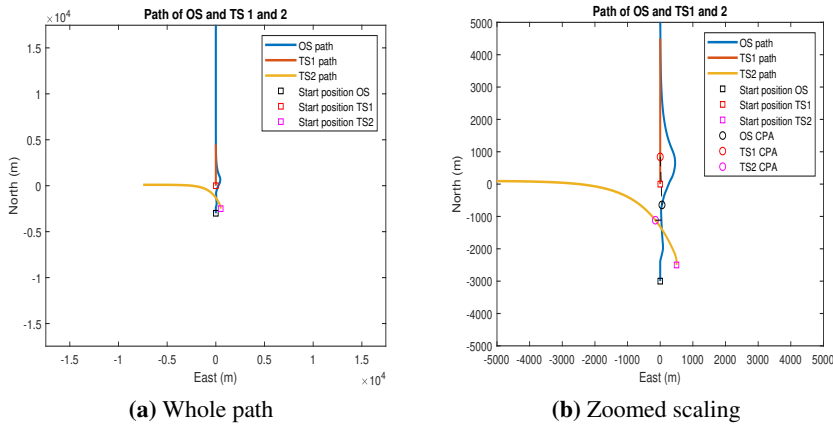 Path of OS and TS 1 and 2
×10⁴
1.5
1
0.5
0
-0.5
-1
-1.5
North (m)
-1.5
-1
-0.5
0
0.5
1
1.5
East (m)
×10⁴
OS path
TS1 path
TS2 path
Start position OS
Start position TS1
Start position TS2
(a) Whole path
Path of OS and TS1 and 2
5000
4000
3000
2000
1000
0
-1000
-2000
-3000
-4000
-5000
North (m)
-5000
-4000
-3000
-2000
-1000
0
1000
2000
3000
4000
5000
East (m)
OS path
TS1 path
TS2 path
Start position OS
Start position TS1
Start position TS2
OS CPA
TS1 CPA
TS2 CPA
(b) Zoomed scaling